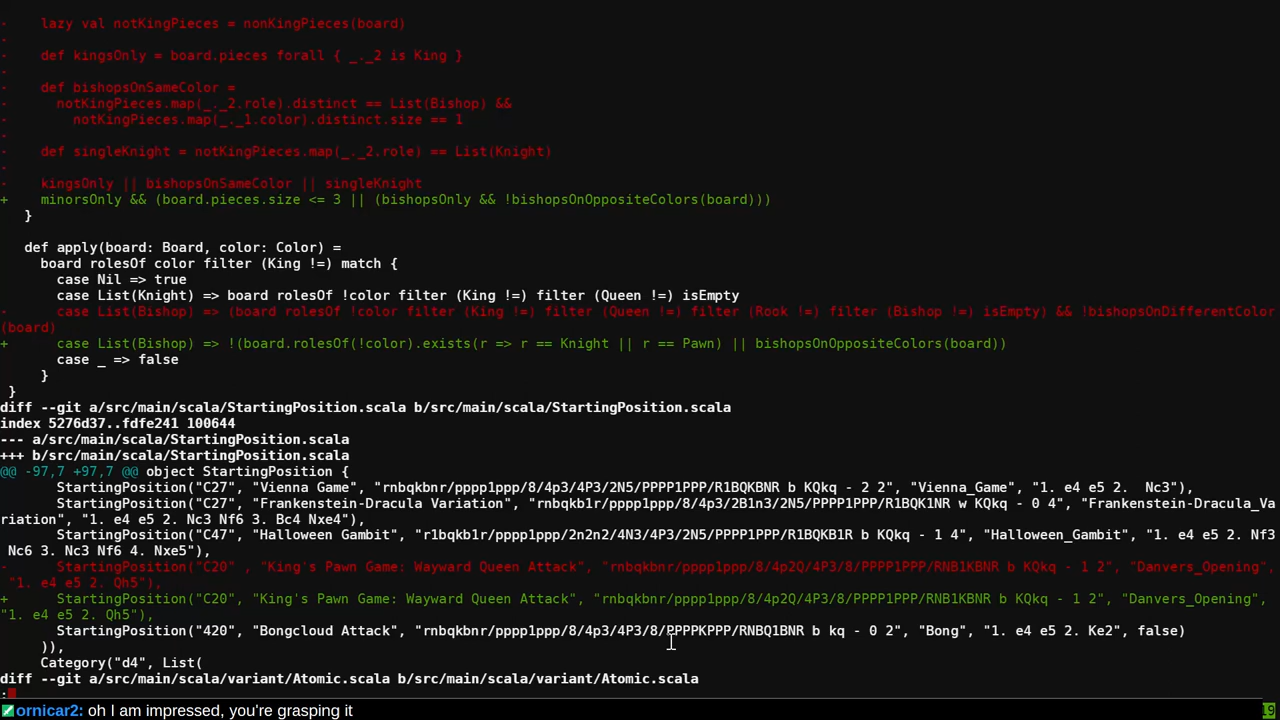 -    lazy val notKingPieces = nonKingPieces(board)
-
-    def kingsOnly = board.pieces forall { _._2 is King }
-
-    def bishopsOnSameColor =
-      notKingPieces.map(_._2.role).distinct == List(Bishop) &&
-        notKingPieces.map(_._1.color).distinct.size == 1
-
-    def singleKnight = notKingPieces.map(_._2.role) == List(Knight)
-
-    kingsOnly || bishopsOnSameColor || singleKnight
+    minorsOnly && (board.pieces.size <= 3 || (bishopsOnly && !bishopsOnOppositeColors(board)))
   }

   def apply(board: Board, color: Color) =
     board rolesOf color filter (King !=) match {
       case Nil => true
       case List(Knight) => board rolesOf !color filter (King !=) filter (Queen !=) isEmpty
-      case List(Bishop) => (board rolesOf !color filter (King !=) filter (Queen !=) filter (Rook !=) filter (Bishop !=) isEmpty) && !bishopsOnDifferentColor
(board)
+      case List(Bishop) => !(board.rolesOf(!color).exists(r => r == Knight || r == Pawn) || bishopsOnOppositeColors(board))
       case _ => false
     }
 }
diff --git a/src/main/scala/StartingPosition.scala b/src/main/scala/StartingPosition.scala
index 5276d37..fdfe241 100644
--- a/src/main/scala/StartingPosition.scala
+++ b/src/main/scala/StartingPosition.scala
@@ -97,7 +97,7 @@ object StartingPosition {
       StartingPosition("C27", "Vienna Game", "rnbqkbnr/pppp1ppp/8/4p3/4P3/2N5/PPPP1PPP/R1BQKBNR b KQkq - 2 2", "Vienna_Game", "1. e4 e5 2.  Nc3"),
       StartingPosition("C27", "Frankenstein-Dracula Variation", "rnbqkb1r/pppp1ppp/8/4p3/2B1n3/2N5/PPPP1PPP/R1BQK1NR w KQkq - 0 4", "Frankenstein-Dracula_Va
riation", "1. e4 e5 2. Nc3 Nf6 3. Bc4 Nxe4"),
       StartingPosition("C47", "Halloween Gambit", "r1bqkb1r/pppp1ppp/2n2n2/4N3/4P3/2N5/PPPP1PPP/R1BQKB1R b KQkq - 1 4", "Halloween_Gambit", "1. e4 e5 2. Nf3
 Nc6 3. Nc3 Nf6 4. Nxe5"),
-      StartingPosition("C20" , "King's Pawn Game: Wayward Queen Attack", "rnbqkbnr/pppp1ppp/8/4p2Q/4P3/8/PPPP1PPP/RNB1KBNR b KQkq - 1 2", "Danvers_Opening",
 "1. e4 e5 2. Qh5"),
+      StartingPosition("C20", "King's Pawn Game: Wayward Queen Attack", "rnbqkbnr/pppp1ppp/8/4p2Q/4P3/8/PPPP1PPP/RNB1KBNR b KQkq - 1 2", "Danvers_Opening",
"1. e4 e5 2. Qh5"),
       StartingPosition("420", "Bongcloud Attack", "rnbqkbnr/pppp1ppp/8/4p3/4P3/8/PPPPKPPP/RNBQ1BNR b kq - 0 2", "Bong", "1. e4 e5 2. Ke2", false)
     )),
     Category("d4", List(
diff --git a/src/main/scala/variant/Atomic.scala b/src/main/scala/variant/Atomic.scala
:
ornicar2: oh I am impressed, you're grasping it
19